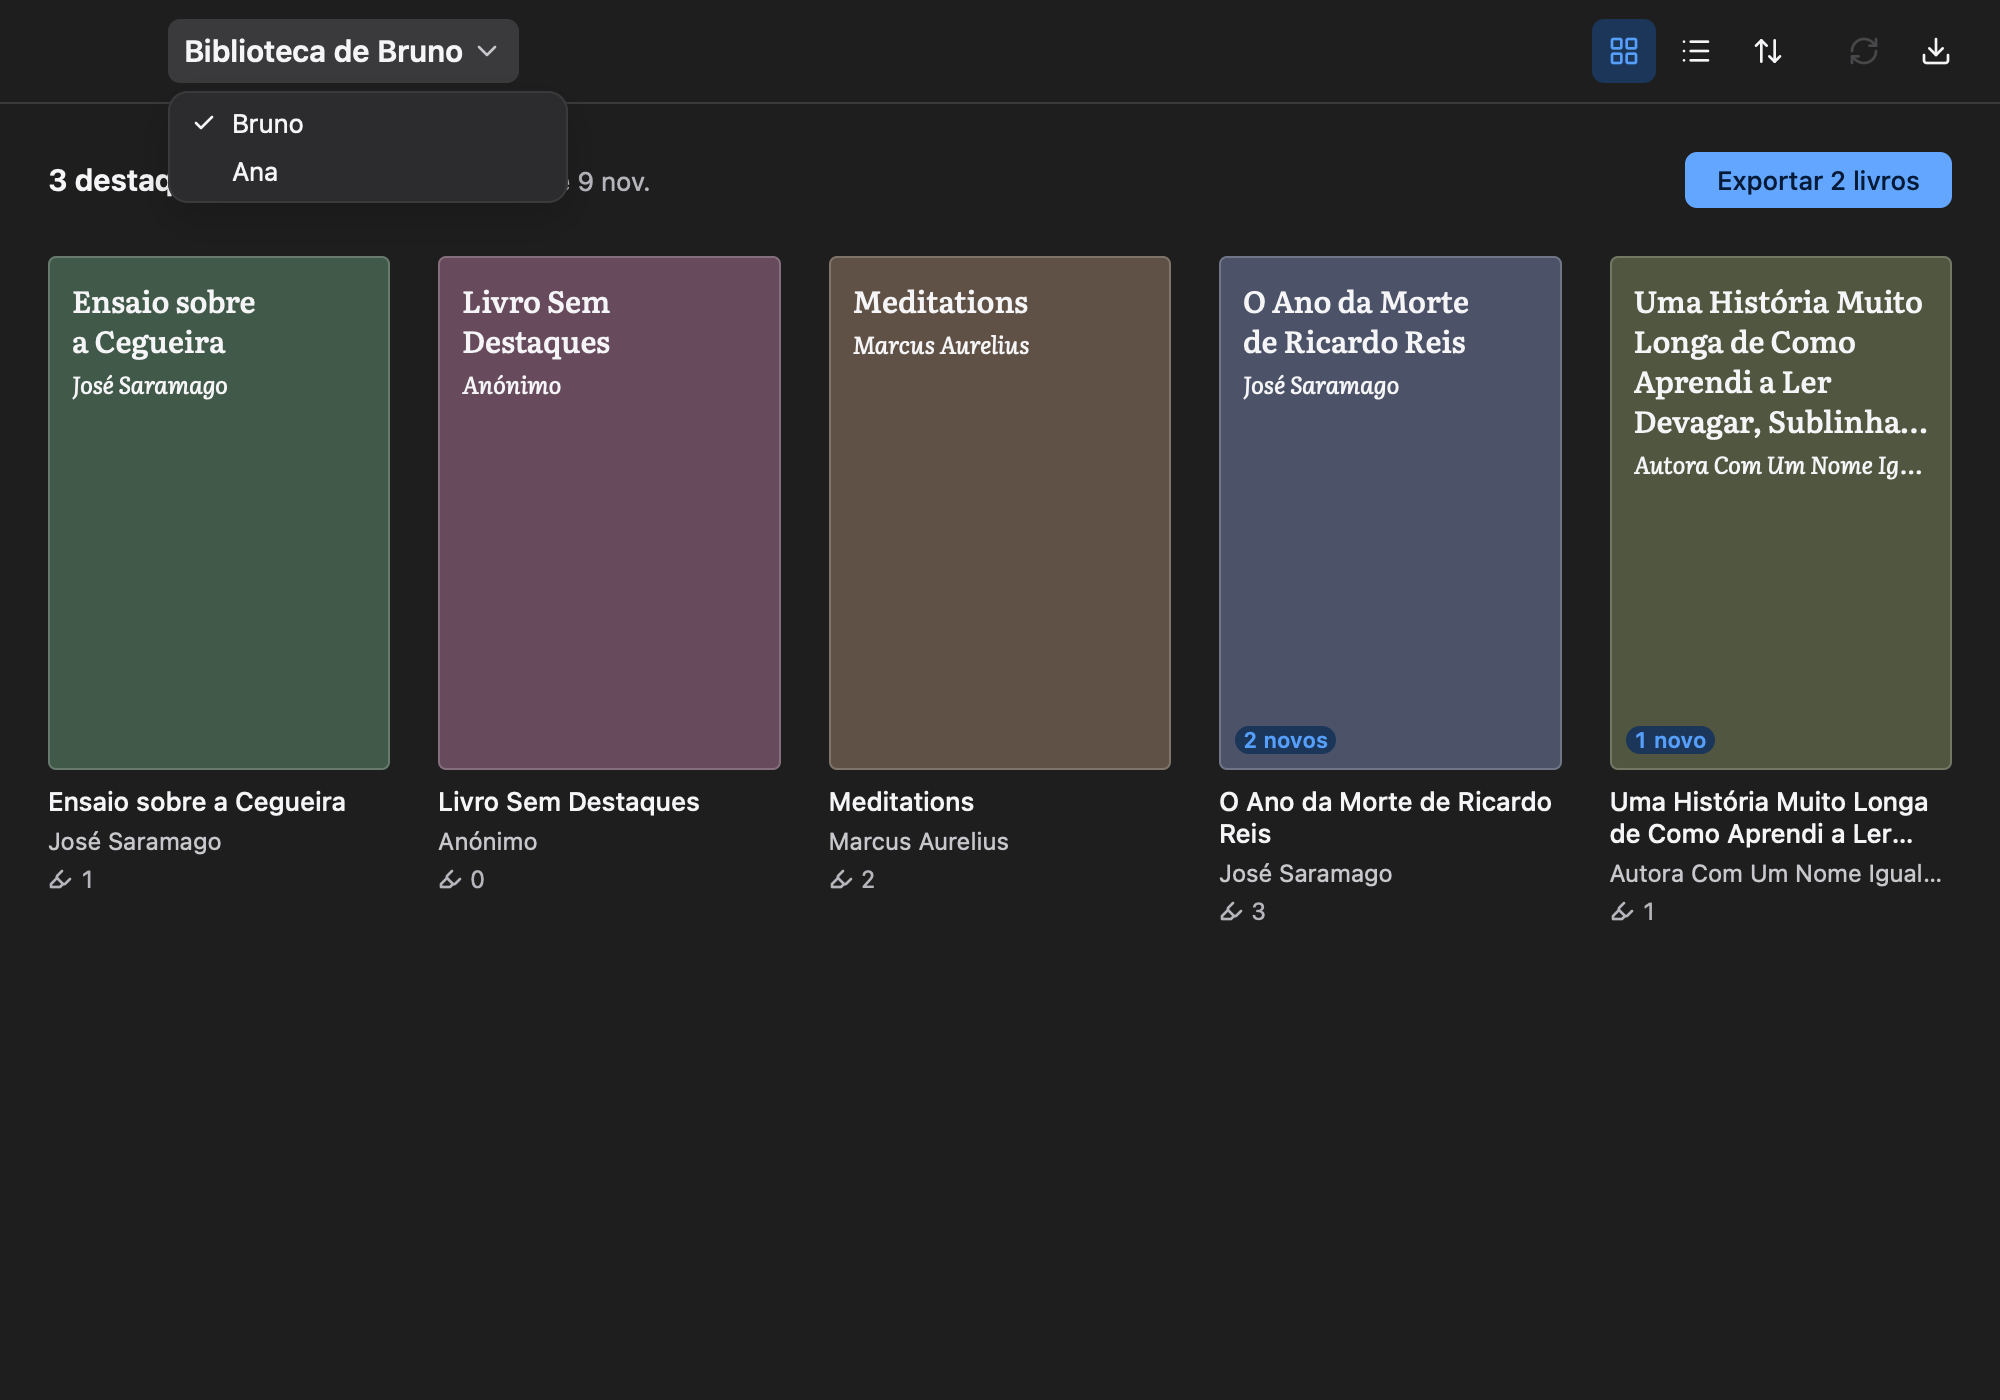 Biblioteca de Bruno
Bruno
Ana
3 9 nov.
Exportar 2 livros
Ensaio sobre
a Cegueira
José Saramago
Livro Sem
Destaques
Anónimo
Meditations
Marcus Aurelius
O Ano da Morte
de Ricardo Reis
José Saramago
2 novos
Uma História Muito
Longa de Como
Aprendi a Ler
Devagar, Sublinha...
Autora Com Um Nome Ig...
1 novo
Ensaio sobre a Cegueira
José Saramago
1
Livro Sem Destaques
Anónimo
0
Meditations
Marcus Aurelius
2
O Ano da Morte de Ricardo
Reis
José Saramago
3
Uma História Muito Longa
de Como Aprendi a Ler...
Autora Com Um Nome Igual...
1